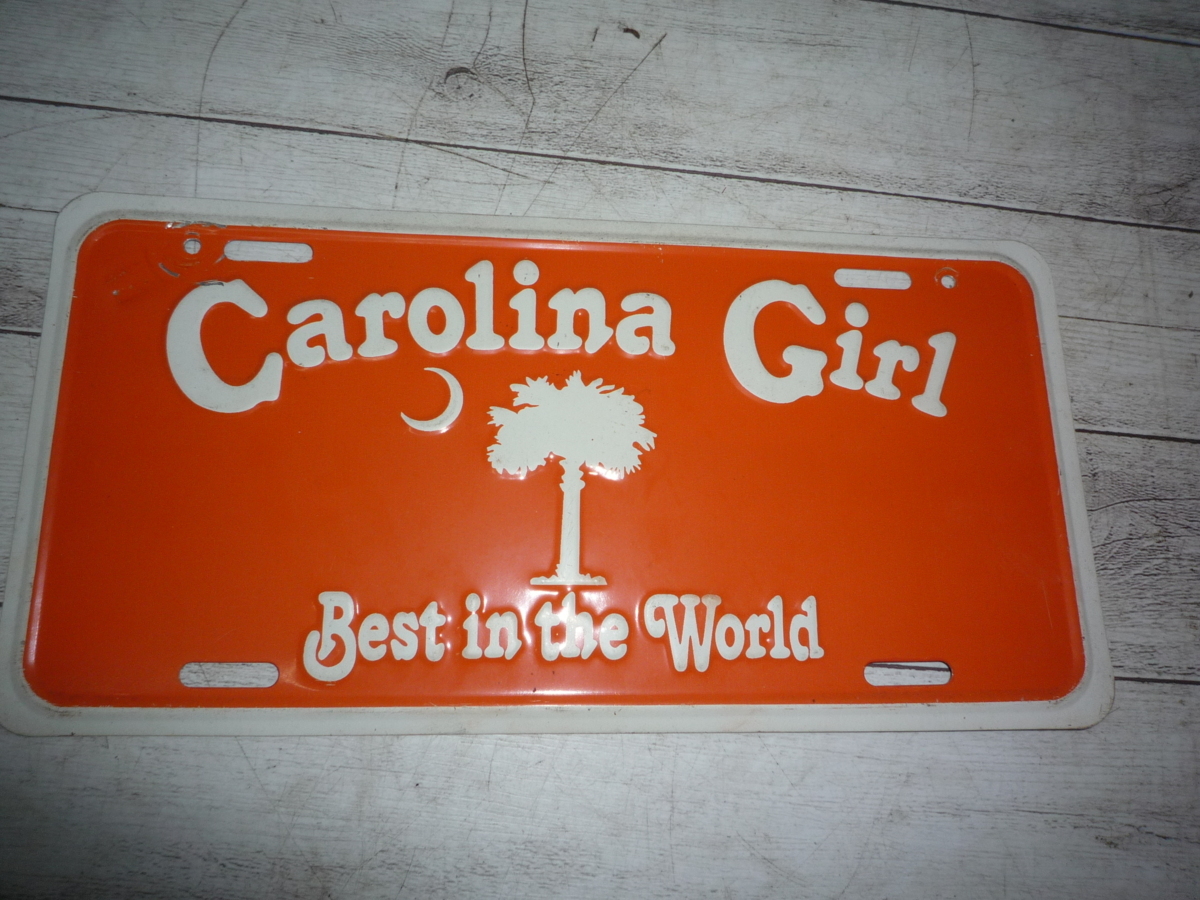 Carolina Girl
Best in the World